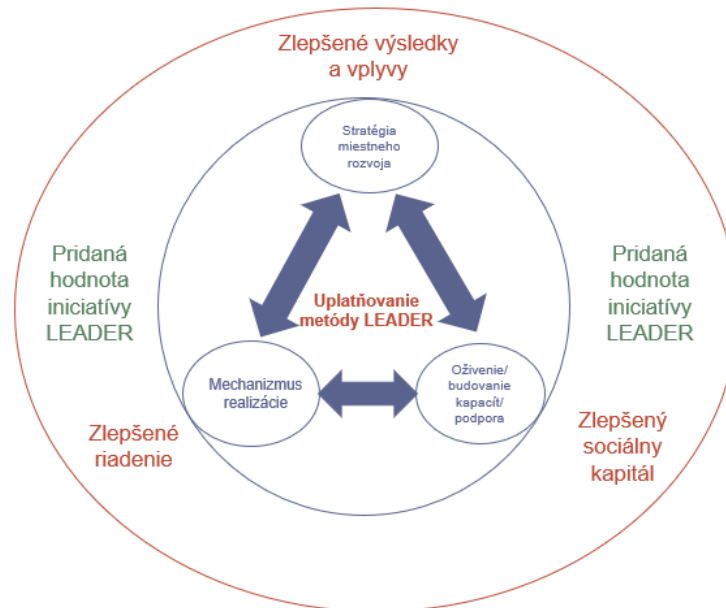 Zlepšené výsledky
a vplyvy
Stratégia
miestneho
rozvoja
Pridaná
hodnota
iniciatívy
LEADER
Uplatňovanie
metódy LEADER
Pridaná
hodnota
iniciatívy
LEADER
Mechanizmus
realizácie
Oživenie/
budovanie
kapacít/
podpora
Zlepšené
riadenie
Zlepšený
sociálny
kapitál